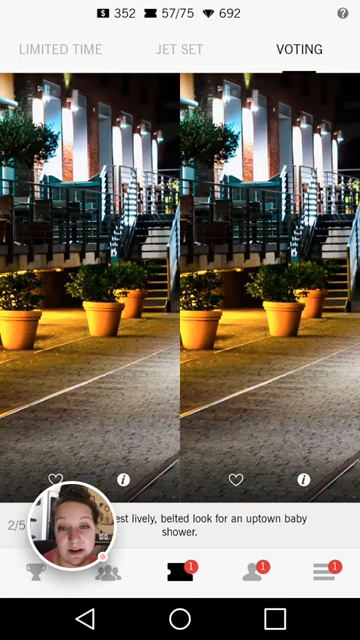 352 57/75 692
LIMITED TIME JET SET VOTING
2/5 lively, belted look for an uptown baby
shower.
1 1 1